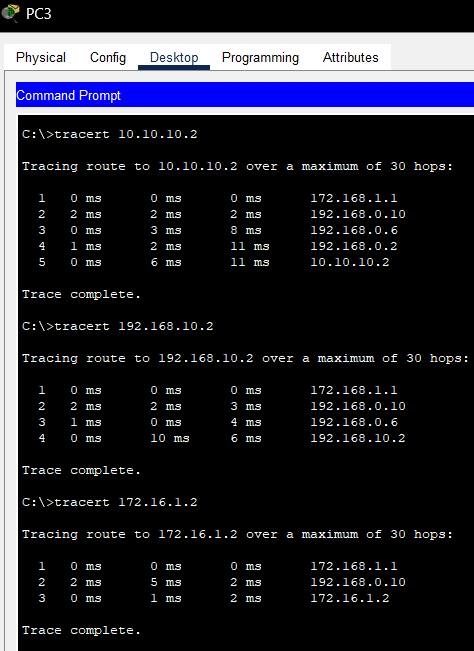 PC3
Physical Config Desktop Programming Attributes
Command Prompt
C:\>tracert 10.10.10.2
Tracing route to 10.10.10.2 over a maximum of 30 hops:
1 0 ms 0 ms 0 ms 172.168.1.1
2 2 ms 2 ms 2 ms 192.168.0.10
3 0 ms 3 ms 8 ms 192.168.0.6
4 1 ms 2 ms 11 ms 192.168.0.2
5 0 ms 6 ms 11 ms 10.10.10.2
Trace complete.
C:\>tracert 192.168.10.2
Tracing route to 192.168.10.2 over a maximum of 30 hops:
1 0 ms 0 ms 0 ms 172.168.1.1
2 2 ms 2 ms 3 ms 192.168.0.10
3 1 ms 0 ms 4 ms 192.168.0.6
4 0 ms 10 ms 6 ms 192.168.10.2
Trace complete.
C:\>tracert 172.16.1.2
Tracing route to 172.16.1.2 over a maximum of 30 hops:
1 0 ms 0 ms 0 ms 172.168.1.1
2 2 ms 5 ms 2 ms 192.168.0.10
3 0 ms 1 ms 2 ms 172.16.1.2
Trace complete.